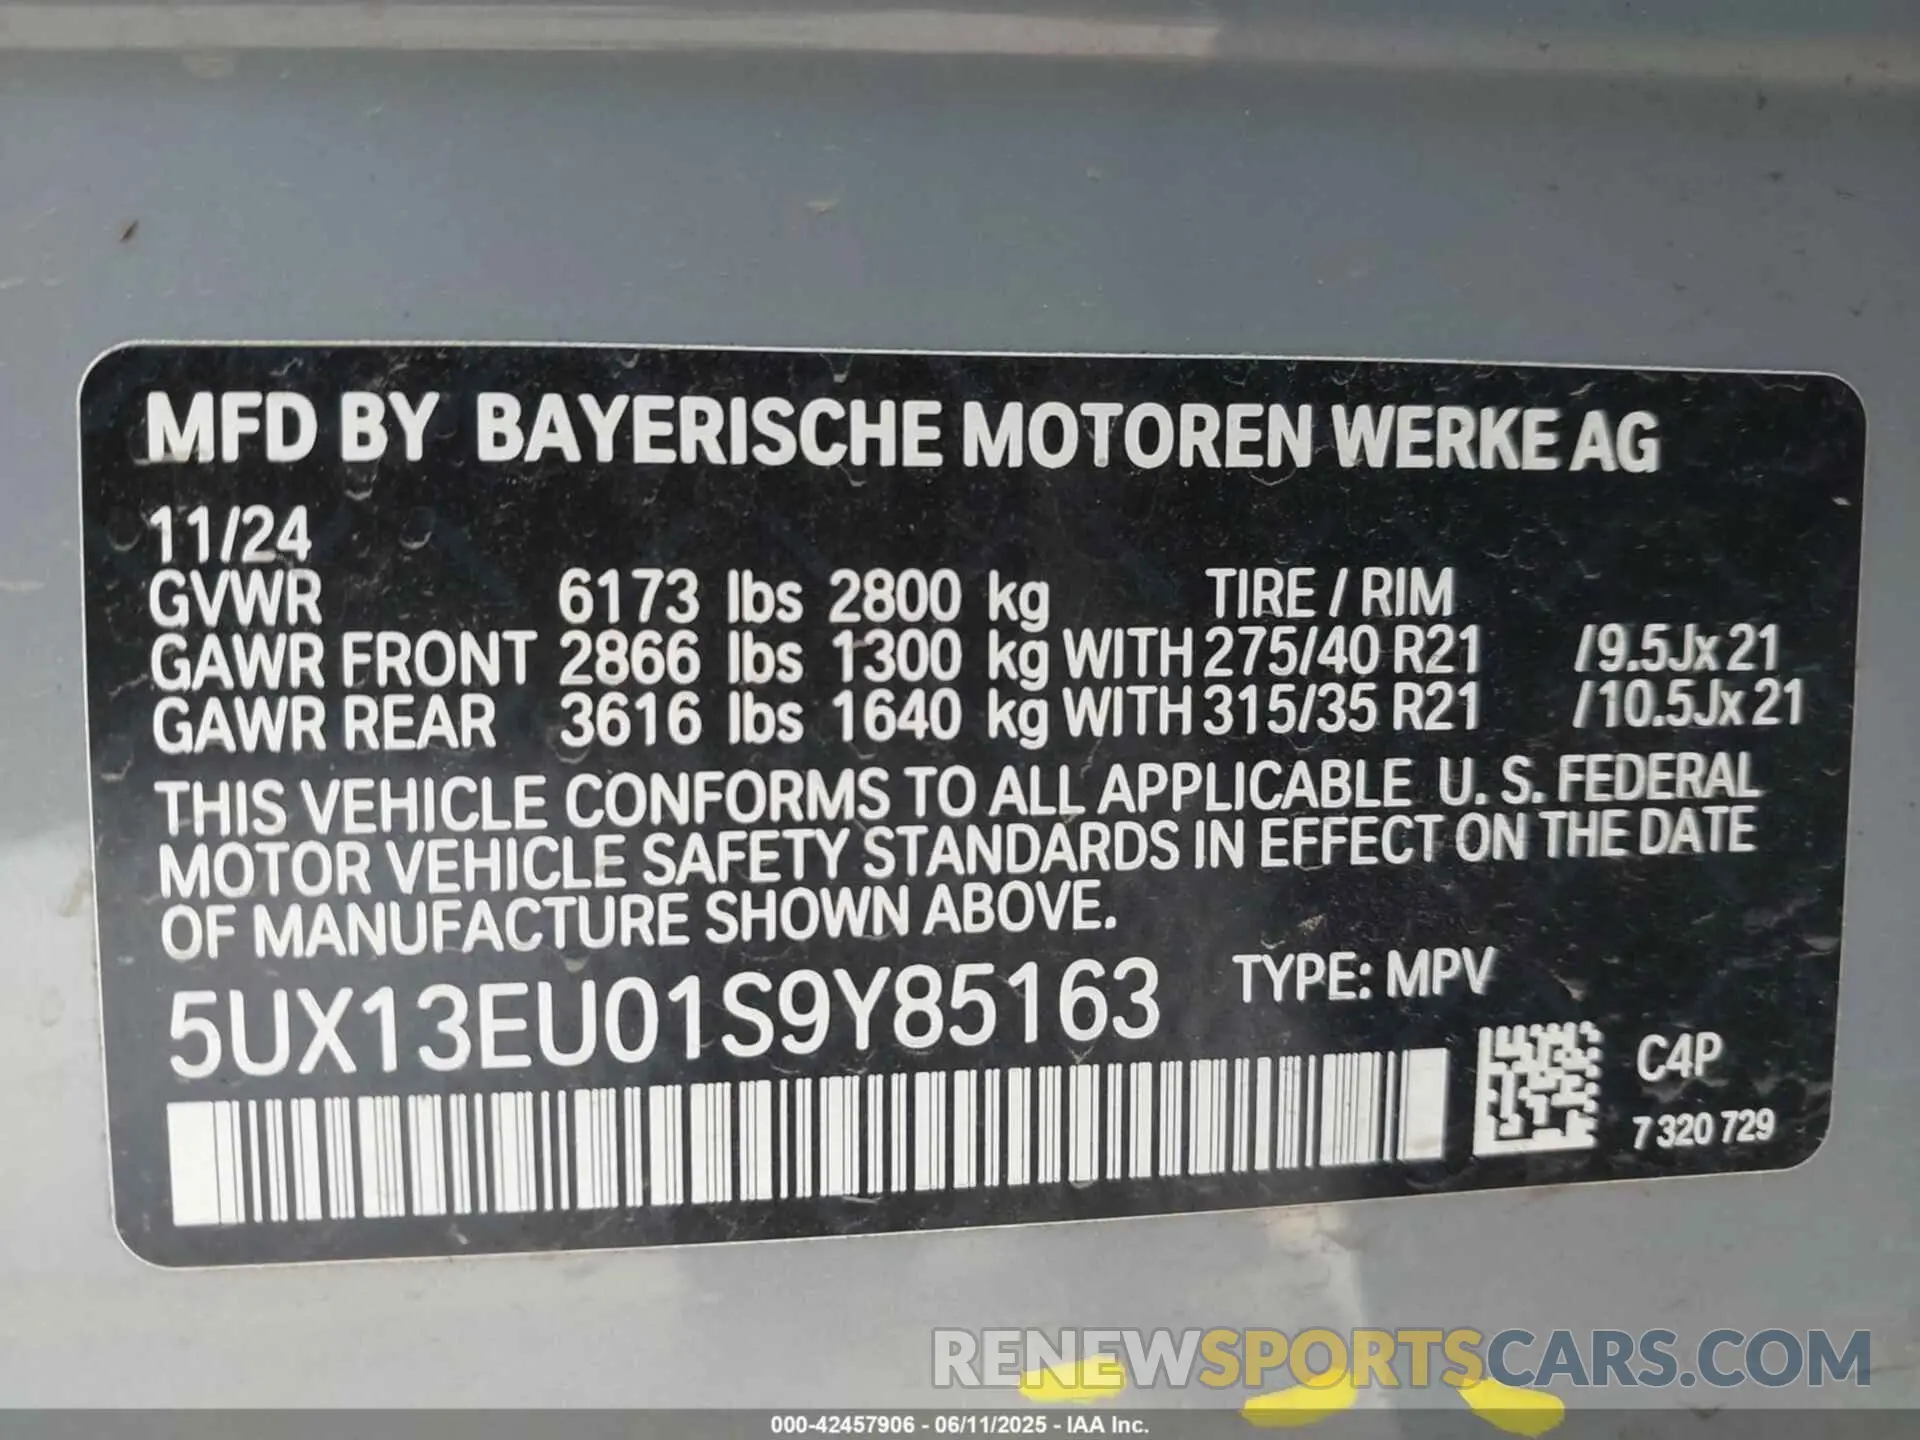 MFD BY BAYERISCHE MOTOREN WERKE AG
11/24
GVWR 6173 lbs 2800 kg TIRE / RIM
GAWR FRONT 2866 lbs 1300 kg WITH 275/40 R21 /9.5Jx21
GAWR REAR 3616 lbs 1640 kg WITH 315/35 R21 /10.5Jx21
THIS VEHICLE CONFORMS TO ALL APPLICABLE U. S. FEDERAL
MOTOR VEHICLE SAFETY STANDARDS IN EFFECT ON THE DATE
OF MANUFACTURE SHOWN ABOVE.
5UX13EU01S9Y85163 TYPE: MPV
C4P
7 320 729
RENEWSPORTSCARS.COM
000-42457906 - 06/11/2025 - IAA Inc.